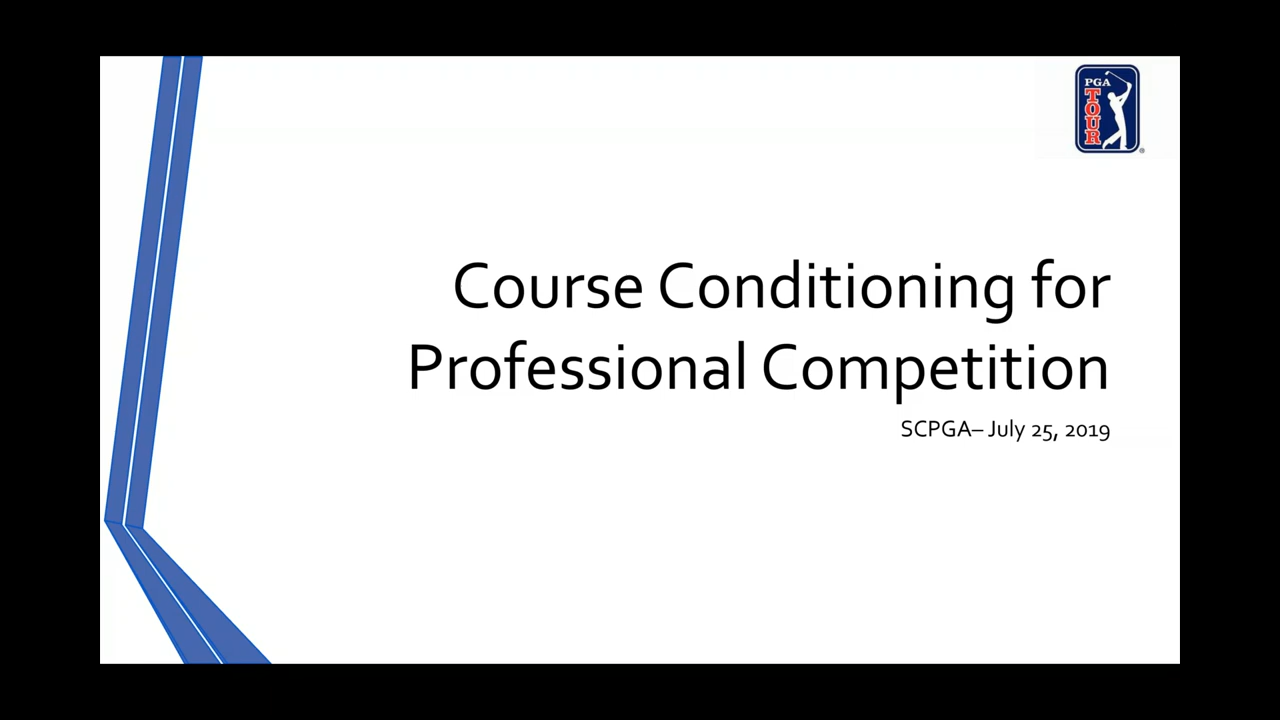 PGA
TOUR
Course Conditioning for
Professional Competition
SCPGA– July 25, 2019